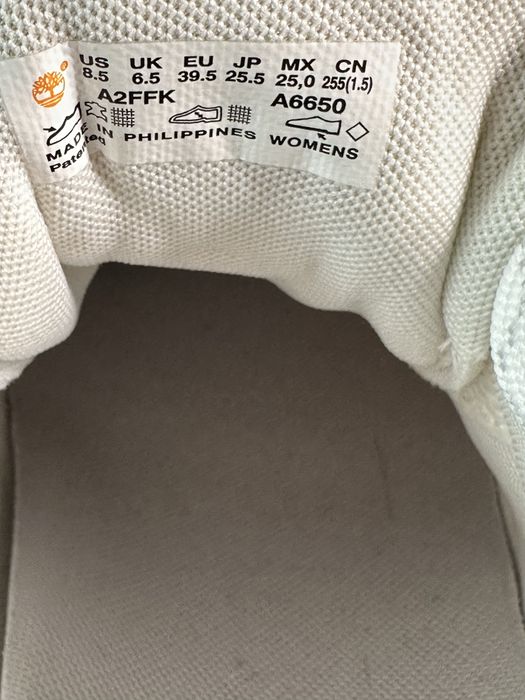 US UK EU JP MX CN
8.5 6.5 39.5 25.5 25,0 255(1.5)
A2FFK A6650
MADE IN PHILIPPINES WOMENS
Patented